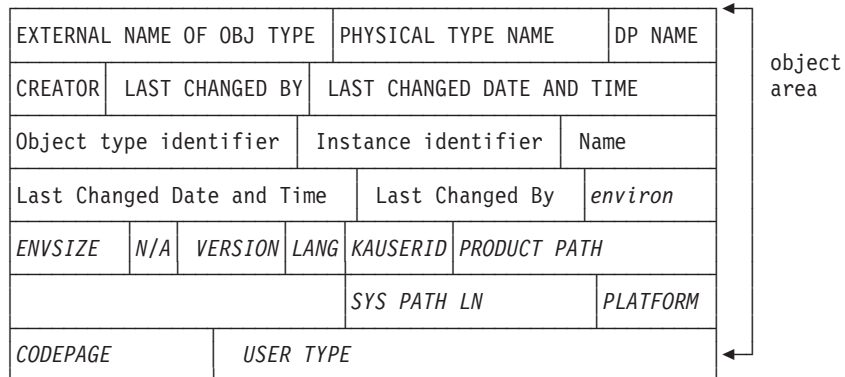 EXTERNAL NAME OF OBJ TYPE PHYSICAL TYPE NAME DP NAME
CREATOR LAST CHANGED BY LAST CHANGED DATE AND TIME
Object type identifier Instance identifier Name
Last Changed Date and Time Last Changed By environ
ENVSIZE N/A VERSION LANG KAUSERID PRODUCT PATH
SYS PATH LN PLATFORM
CODEPAGE USER TYPE
object
area